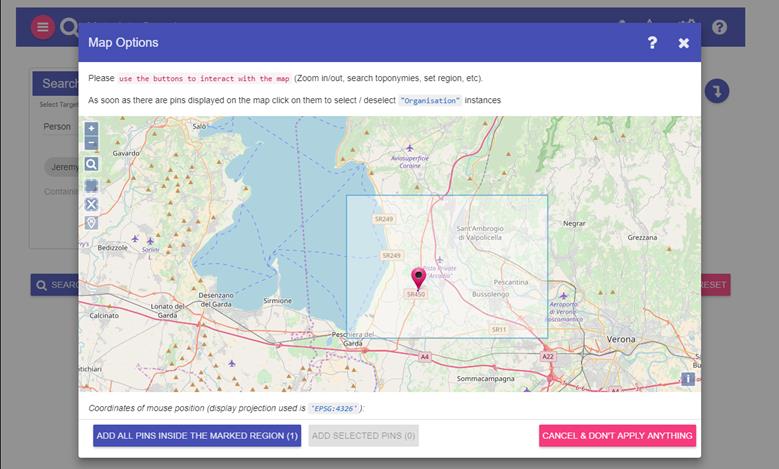 Map Options
?
Please use the buttons to interact with the map (Zoom in/out, search toponymies, set region, etc).
As soon as there are pins displayed on the map click on them to select / deselect "Organisation" instances
Search
Select Target
Person
Jeremy
SEARC
RESET
+
−
Salò
Gavardo
Aviosuperficie
SR249
Sant'Ambrogio
di Valpolicella
Negrar
Grezzana
Bedizzole
SR249
Pescantina
SR450
Bussolengo
Desenzano
del Garda
Sirmione
Lonato del
Garda
Calcinato
Peschiera del
Garda
Aeroporto
di Verona
SR11
Verona
A4
A22
Sommacampagna
i
Coordinates of mouse position (display projection used is 'EPSG:4326'):
ADD ALL PINS INSIDE THE MARKED REGION (1)
ADD SELECTED PINS (0)
CANCEL & DON'T APPLY ANYTHING